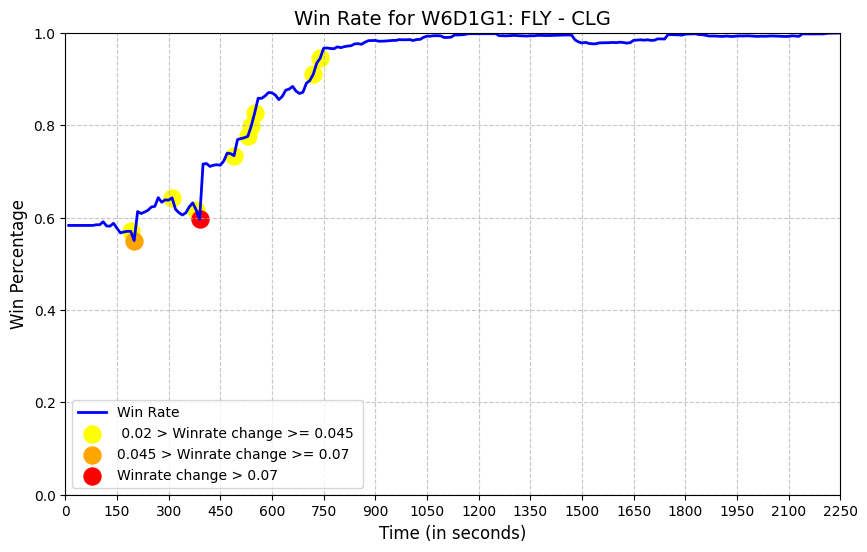 Win Rate for W6D1G1: FLY - CLG
1.0
0.8
0.6
0.4
0.2
0.0
Win Percentage
Win Rate
0.02 > Winrate change >= 0.045
0.045 > Winrate change >= 0.07
Winrate change > 0.07
0 150 300 450 600 750 900 1050 1200 1350 1500 1650 1800 1950 2100 2250
Time (in seconds)